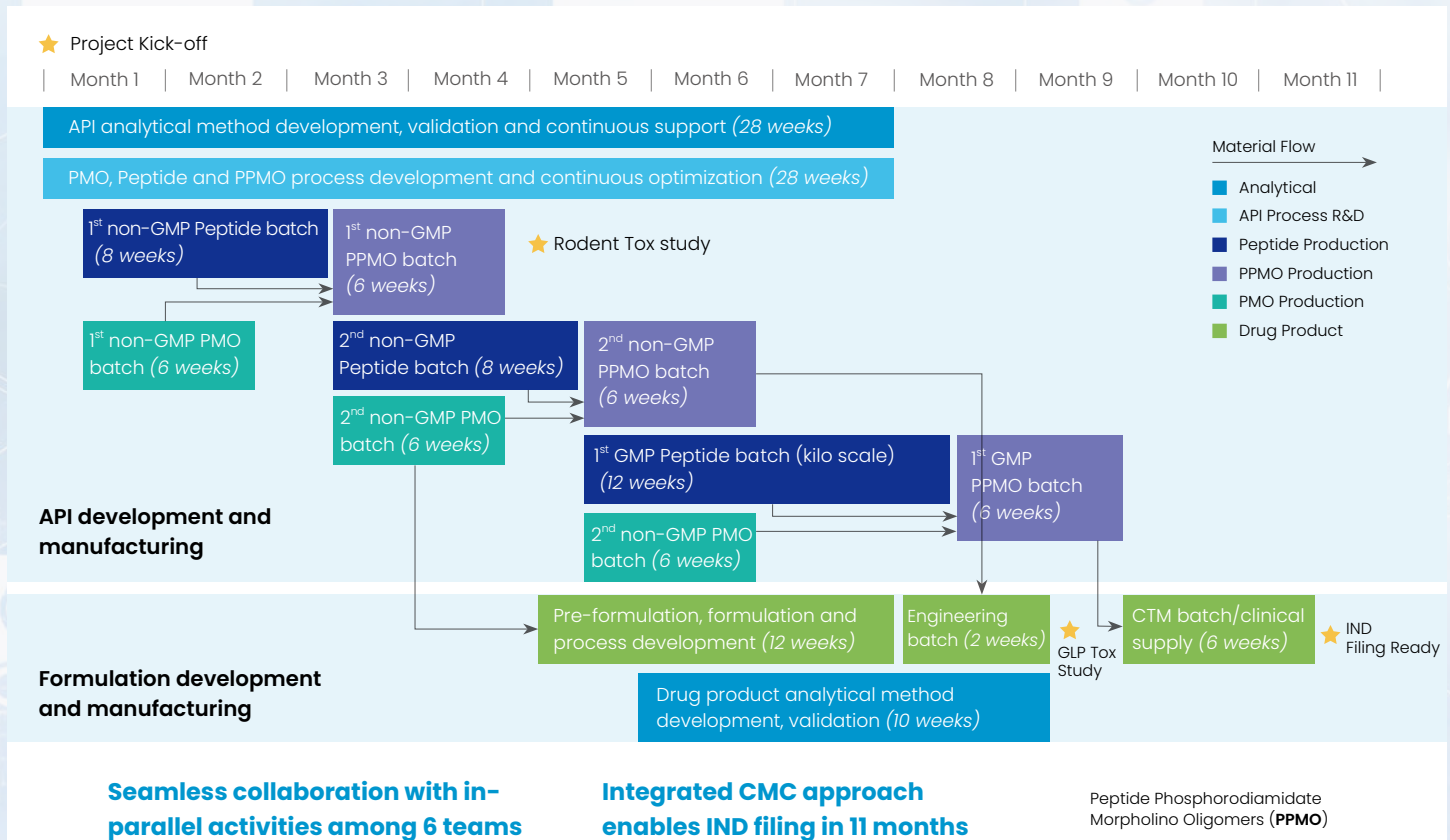 Project Kick-off
Month 1
Month 2
Month 3
Month 4
Month 5
Month 6
Month 7
Month 8
Month 9
Month 10
Month 11
API analytical method development, validation and continuous support (28 weeks)
PMO, Peptide and PPMO process development and continuous optimization (28 weeks)
Material Flow
Analytical
API Process R&D
Peptide Production
PPMO Production
PMO Production
Drug Product
1st non-GMP Peptide batch
(8 weeks)
1st non-GMP
PPMO batch
(6 weeks)
Rodent Tox study
1st non-GMP PMO
batch (6 weeks)
2nd non-GMP
Peptide batch (8 weeks)
2nd non-GMP
PPMO batch
(6 weeks)
2nd non-GMP PMO
batch (6 weeks)
1st GMP Peptide batch (kilo scale)
(12 weeks)
1st GMP
PPMO batch
(6 weeks)
2nd non-GMP PMO
batch (6 weeks)
API development and
manufacturing
Pre-formulation, formulation and
process development (12 weeks)
Engineering
batch (2 weeks)
GLP Tox
Study
CTM batch/clinical
supply (6 weeks)
IND
Filing Ready
Formulation development
and manufacturing
Drug product analytical method
development, validation (10 weeks)
Seamless collaboration with in-
parallel activities among 6 teams
Integrated CMC approach
enables IND filing in 11 months
Peptide Phosphorodiamidate
Morpholino Oligomers (PPMO)